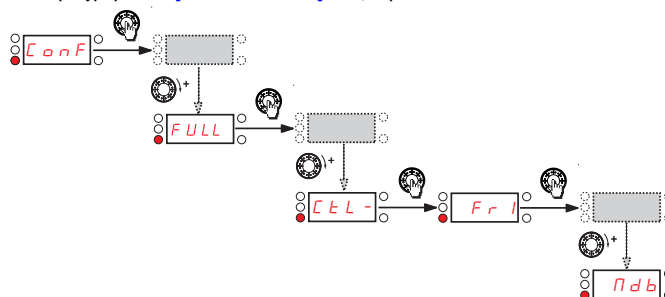 ConF
+
FULL
+
CtL -
Fr1
+
Mdb